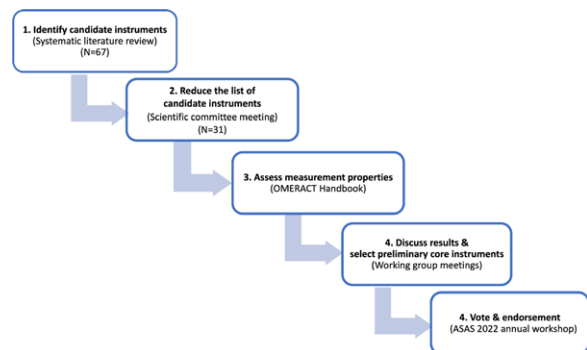 1. Identify candidate instruments
(Systematic literature review)
(N=67)
2. Reduce the list of
candidate instruments
(Scientific committee meeting)
(N=31)
3. Assess measurement properties
(OMERACT Handbook)
4. Discuss results &
select preliminary core instruments
(Working group meetings)
4. Vote & endorsement
(ASAS 2022 annual workshop)